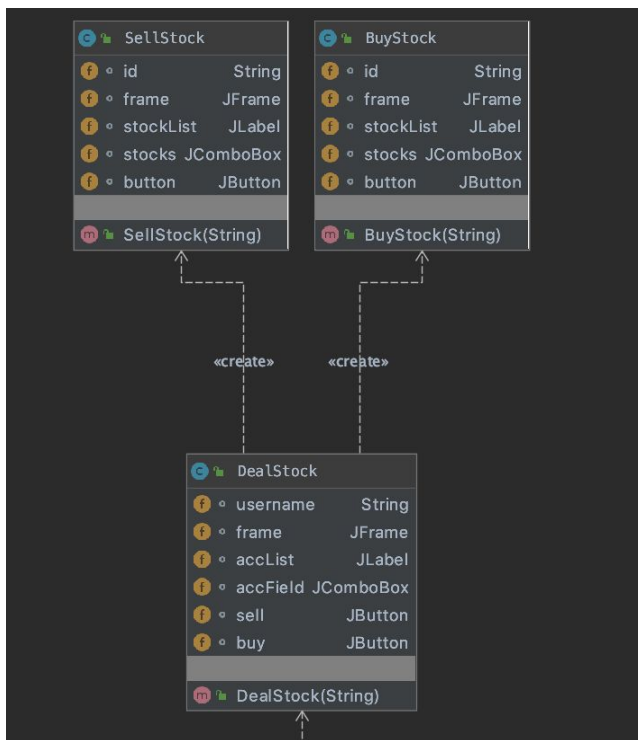 SellStock
id String
frame JFrame
stockList JLabel
stocks JComboBox
button JButton
SellStock(String)
BuyStock
id String
frame JFrame
stockList JLabel
stocks JComboBox
button JButton
BuyStock(String)
«create»
«create»
DealStock
username String
frame JFrame
accList JLabel
accField JComboBox
sell JButton
buy JButton
DealStock(String)